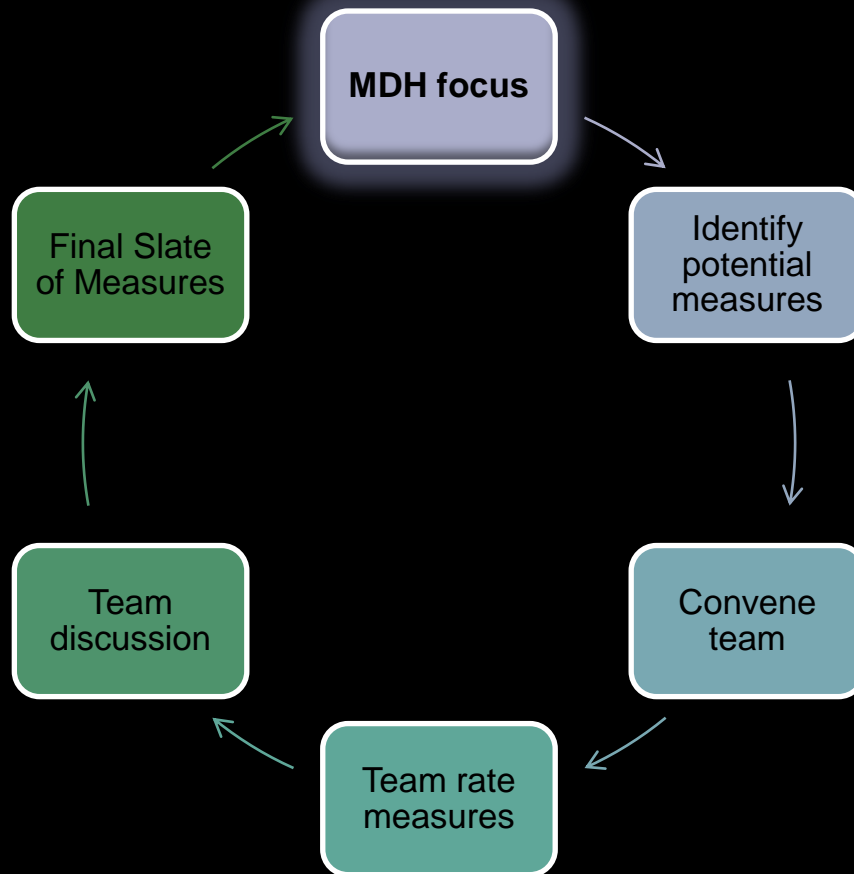 MDH focus
Identify
potential
measures
Convene
team
Team rate
measures
Team
discussion
Final Slate
of Measures